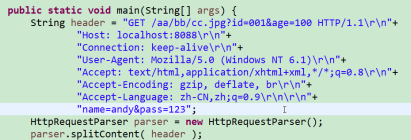 public static void main(String[] args) {
String header = "GET /aa/bb/cc.jpg?id=001&age=100 HTTP/1.1\r\n"+
"Host: localhost:8088\r\n"+
"Connection: keep-alive\r\n"+
"User-Agent: Mozilla/5.0 (Windows NT 6.1)\r\n"+
"Accept: text/html,application/xhtml+xml,*/*;q=0.8\r\n"+
"Accept-Encoding: gzip, deflate, br\r\n"+
"Accept-Language: zh-CN,zh;q=0.9\r\n\r\n"+
"name=andy&pass=123";
HttpRequestParser parser = new HttpRequestParser();
parser.splitContent( header );